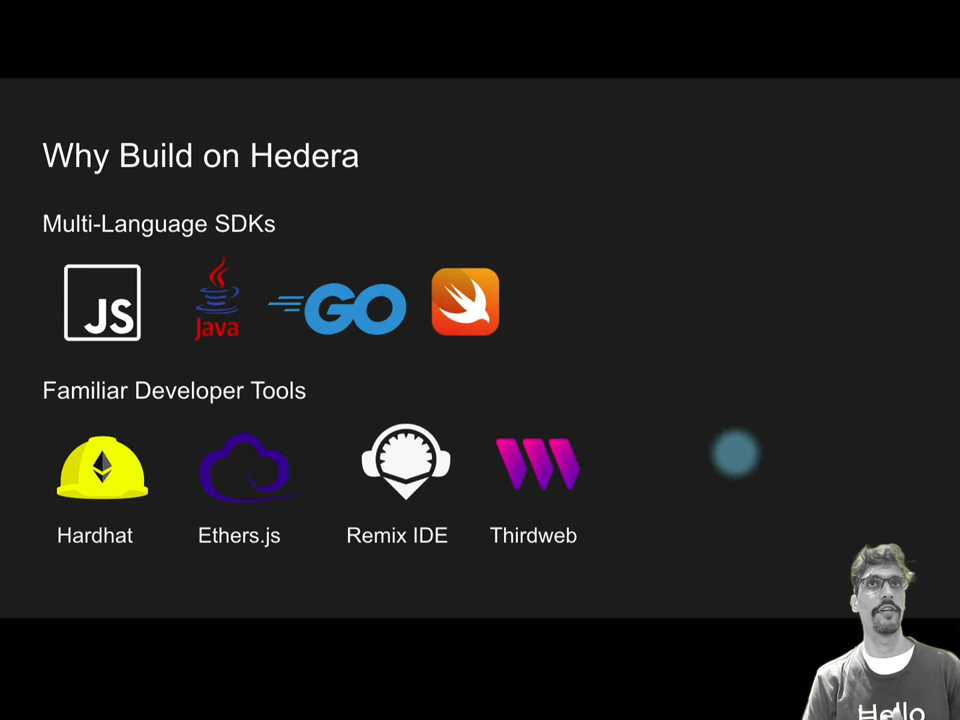 Why Build on Hedera
Multi-Language SDKs
JS
Java
GO
Familiar Developer Tools
Hardhat
Ethers.js
Remix IDE
Thirdweb
Hello